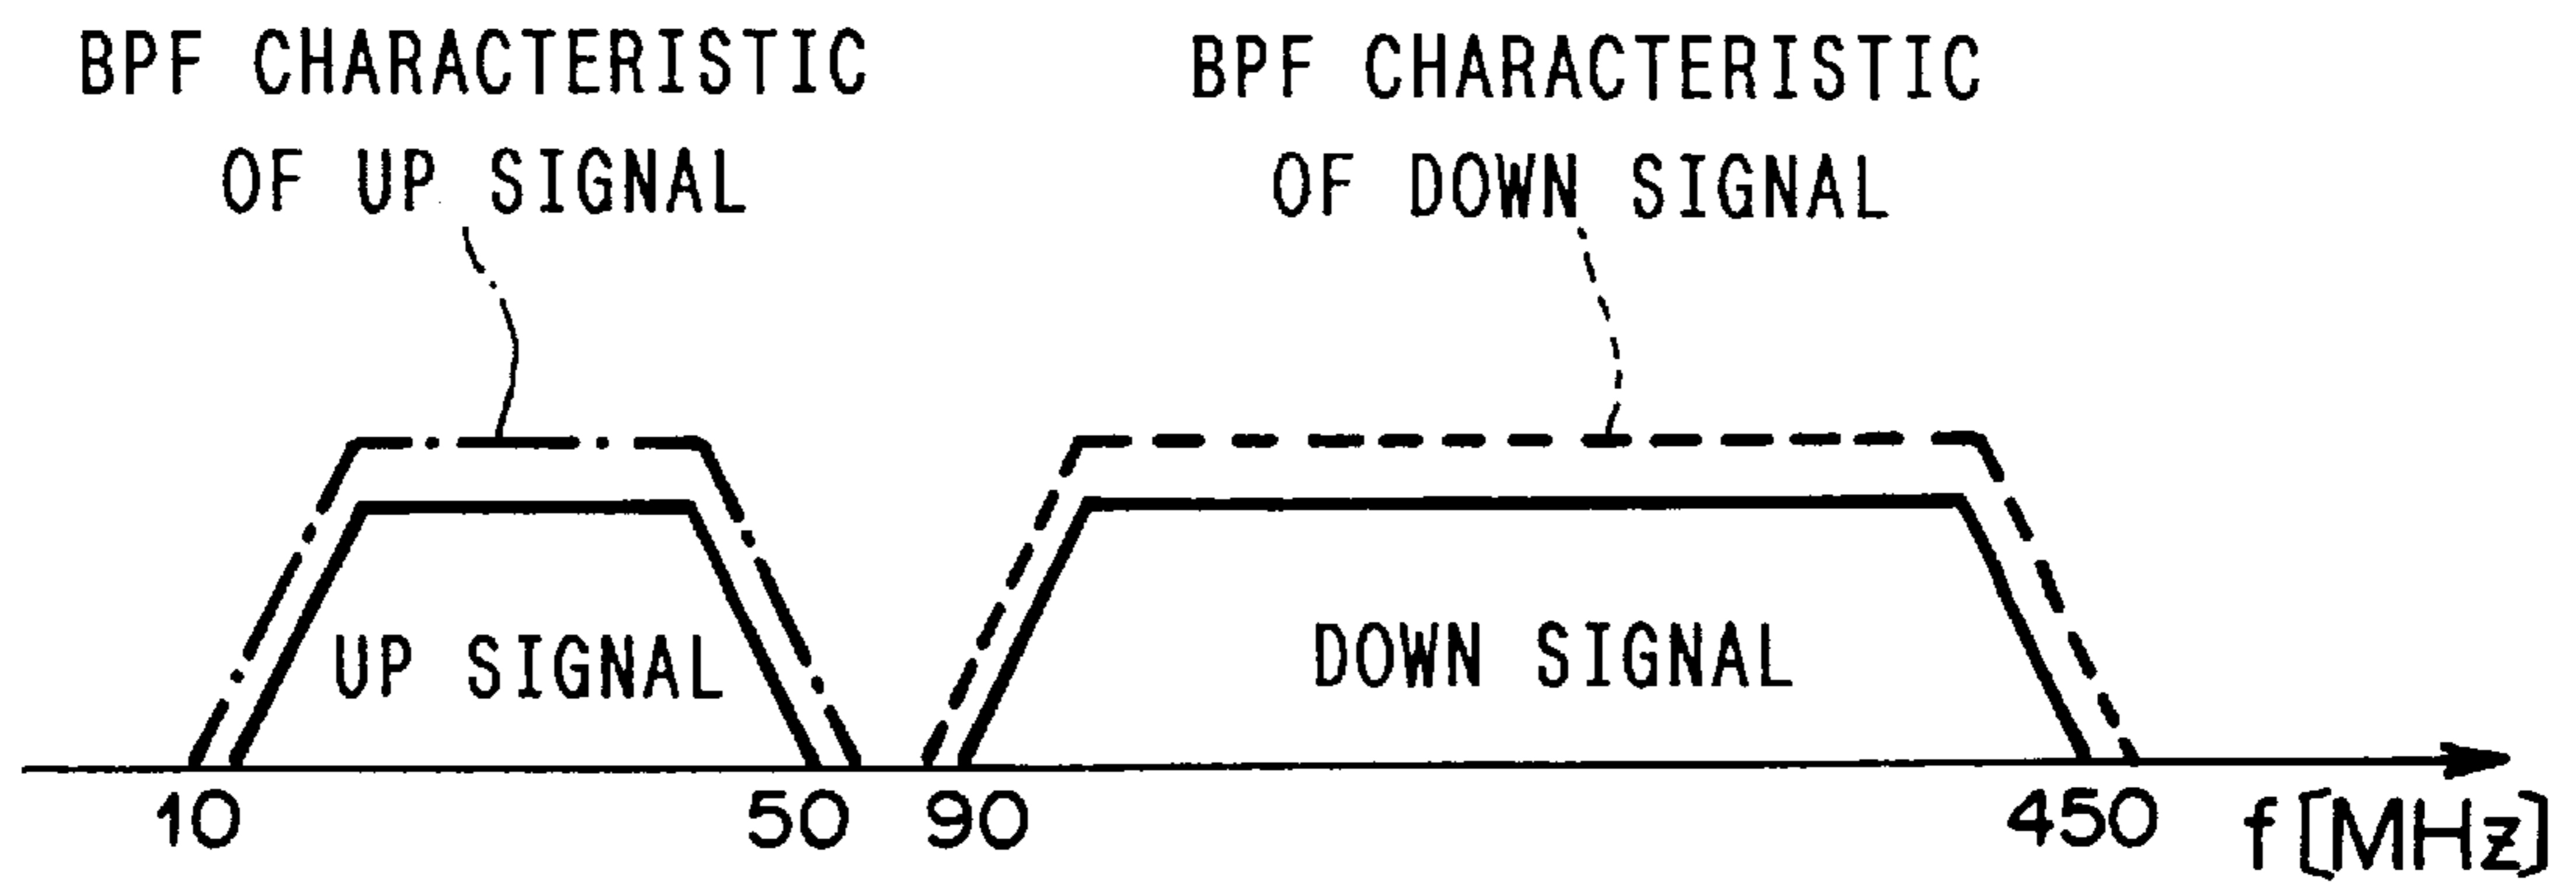 BPF CHARACTERISTIC
OF UP SIGNAL
BPF CHARACTERISTIC
OF DOWN SIGNAL
UP SIGNAL
DOWN SIGNAL
10 50 90 450 f[MHz]